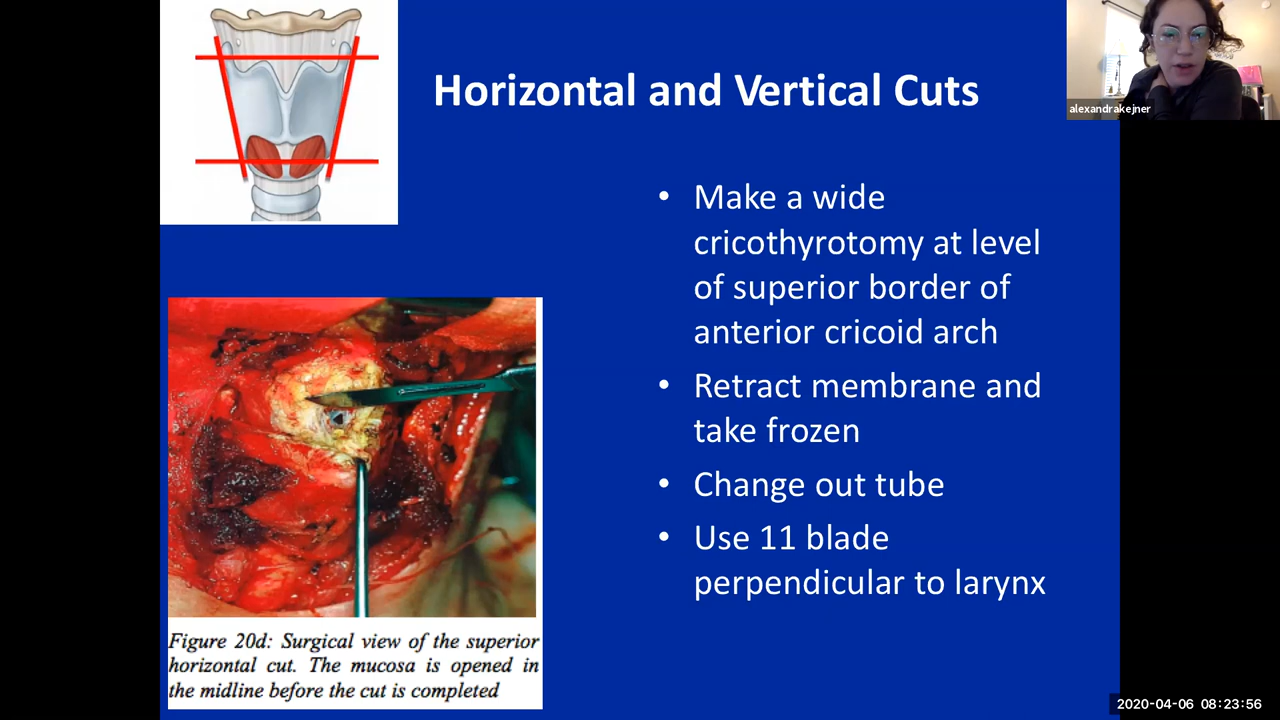 Horizontal and Vertical Cuts
alexandrakejner
• Make a wide
cricothyrotomy at level
of superior border of
anterior cricoid arch
• Retract membrane and
take frozen
• Change out tube
• Use 11 blade
perpendicular to larynx
Figure 20d: Surgical view of the superior
horizontal cut. The mucosa is opened in
the midline before the cut is completed
2020-04-06 08:23:56